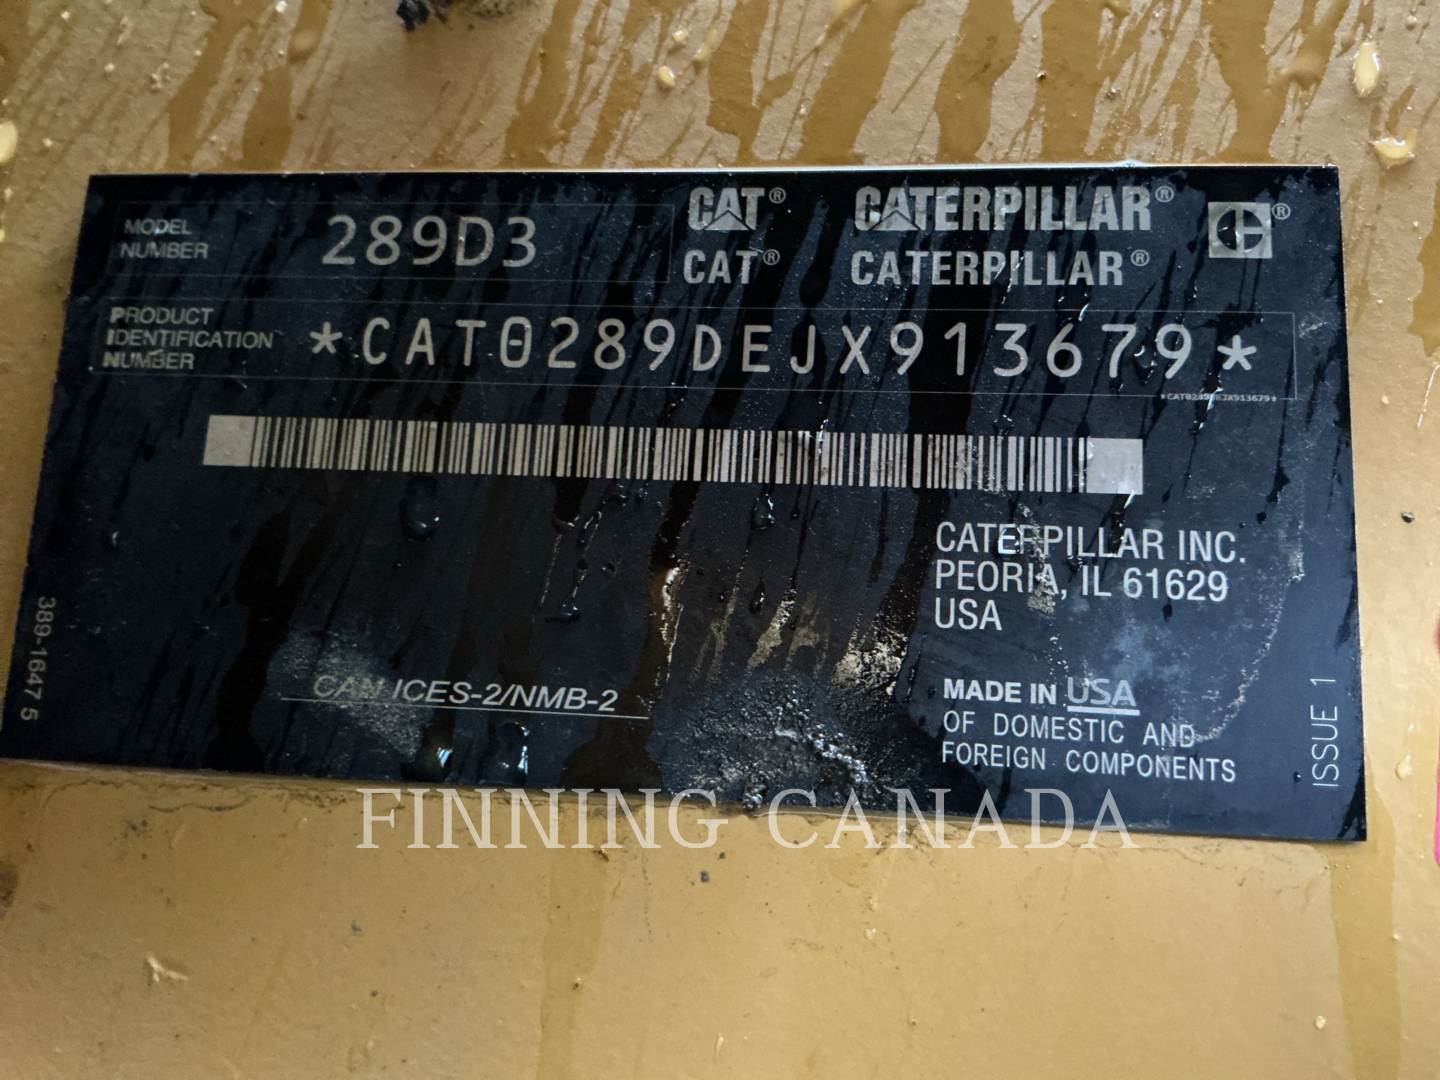 MODEL NUMBER 289D3
CAT® CATERPILLAR®
CAT® CATERPILLAR®
PRODUCT
IDENTIFICATION
NUMBER
*CAT0289DEJX913679*
*CAT0289DEJX913679*
CATERPILLAR INC.
PEORIA, IL 61629
USA
CAN ICES-2/NMB-2
MADE IN USA
OF DOMESTIC AND
FOREIGN COMPONENTS
389-1647 5
ISSUE 1
FINNING CANADA